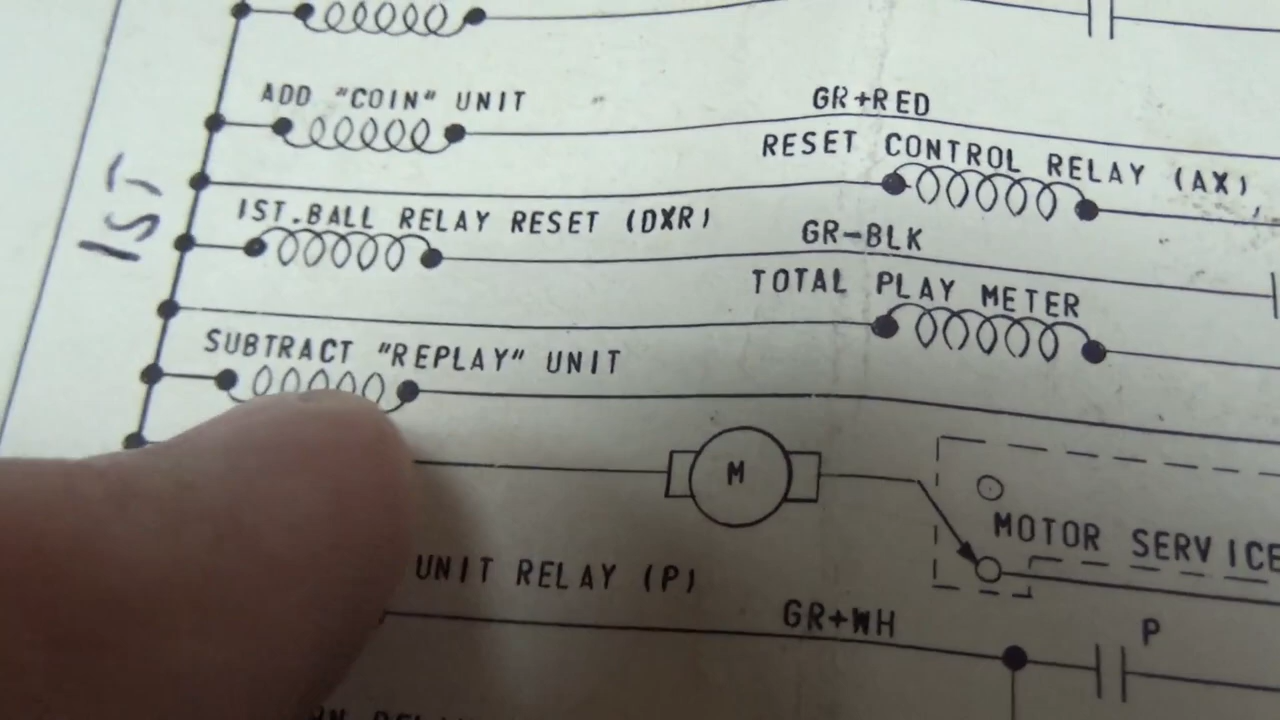 ADD "COIN" UNIT
GR+RED
RESET CONTROL RELAY (AX)
1ST
1ST.BALL RELAY RESET (DXR)
GR-BLK
TOTAL PLAY METER
SUBTRACT "REPLAY" UNIT
M
MOTOR SERVICE
UNIT RELAY (P)
GR+WH
P